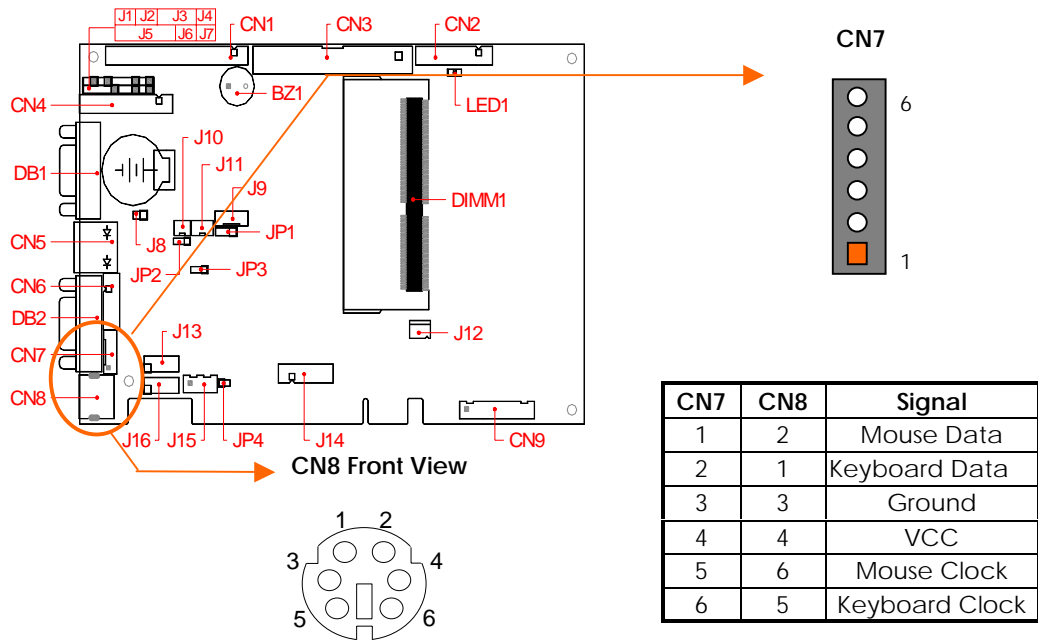 J1 J2 J3 J4
J5 J6 J7
CN1 CN3 CN2
CN7
BZ1 LED1
CN4
J10
J11
DB1
J9
DIMM1
6
CN5
J8 JP1
JP2
JP3
1
CN6
DB2
J13 J12
CN7
CN8
J16 J15 JP4 J14 CN9
CN8 Front View
1 2
3 4
5 6
CN7 CN8 Signal
1 2 Mouse Data
2 1 Keyboard Data
3 3 Ground
4 4 VCC
5 6 Mouse Clock
6 5 Keyboard Clock